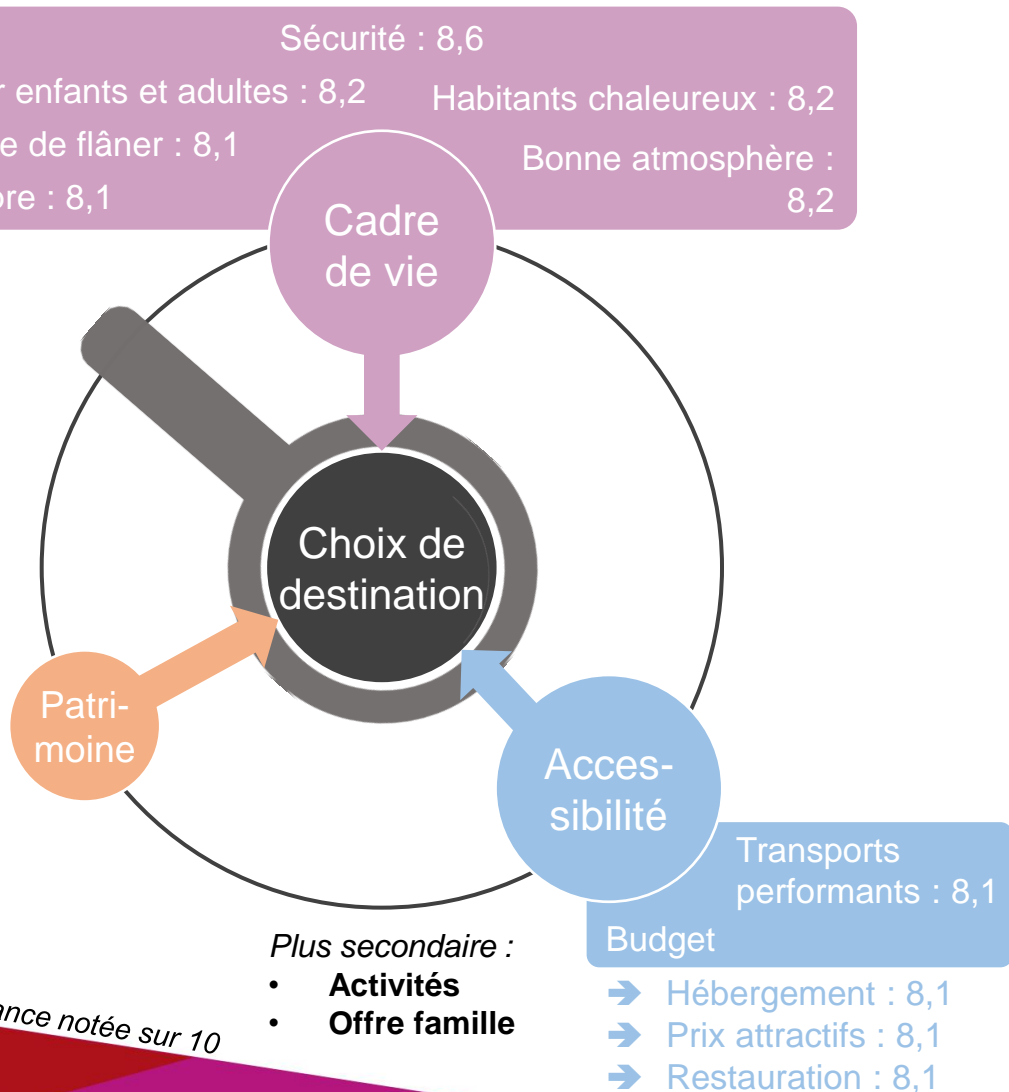 Sécurité : 8,6
enfants et adultes : 8,2
Habitants chaleureux : 8,2
de flâner : 8,1
Bonne atmosphère :
8,2
: 8,1
Cadre
de vie
Choix de
destination
Patri-
moine
Acces-
sibilité
Transports
performants : 8,1
Budget
Plus secondaire :
• Activités
• Offre famille
➔ Hébergement : 8,1
➔ Prix attractifs : 8,1
➔ Restauration : 8,1
notée sur 10